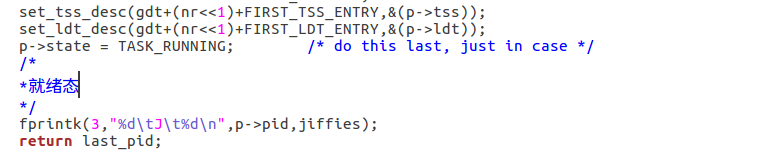 set_tss_desc(gdt+(nr<<1)+FIRST_TSS_ENTRY,&(p->tss));
set_ldt_desc(gdt+(nr<<1)+FIRST_LDT_ENTRY,&(p->ldt));
p->state = TASK_RUNNING;        /* do this last, just in case */
/*
*就绪态
*/
fprintk(3,"%d\tJ\t%d\n",p->pid,jiffies);
return last_pid;